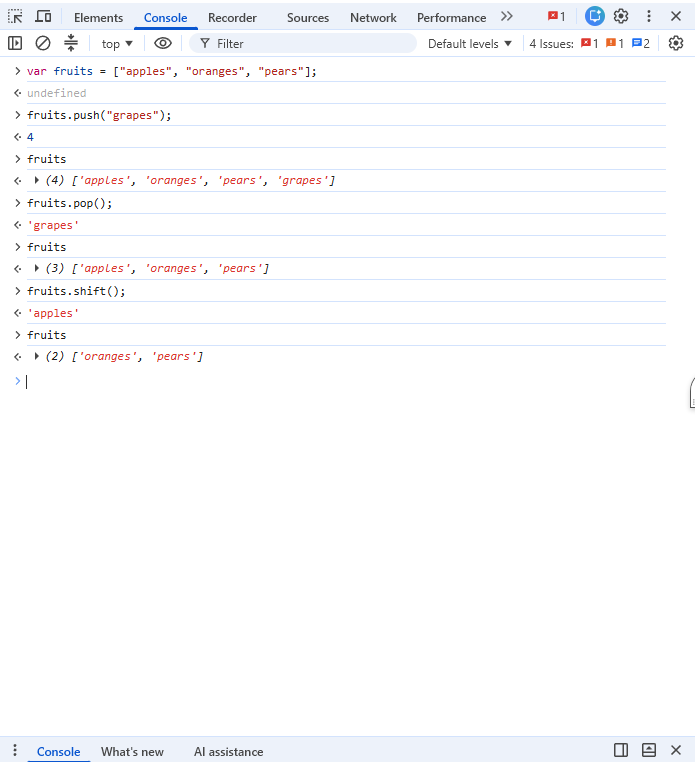 Elements Console Recorder Sources Network Performance 1
top Filter Default levels 4 Issues: 1 1 2
var fruits = ["apples", "oranges", "pears"];
undefined
fruits.push("grapes");
4
fruits
(4) ['apples', 'oranges', 'pears', 'grapes']
fruits.pop();
'grapes'
fruits
(3) ['apples', 'oranges', 'pears']
fruits.shift();
'apples'
fruits
(2) ['oranges', 'pears']
Console What's new AI assistance